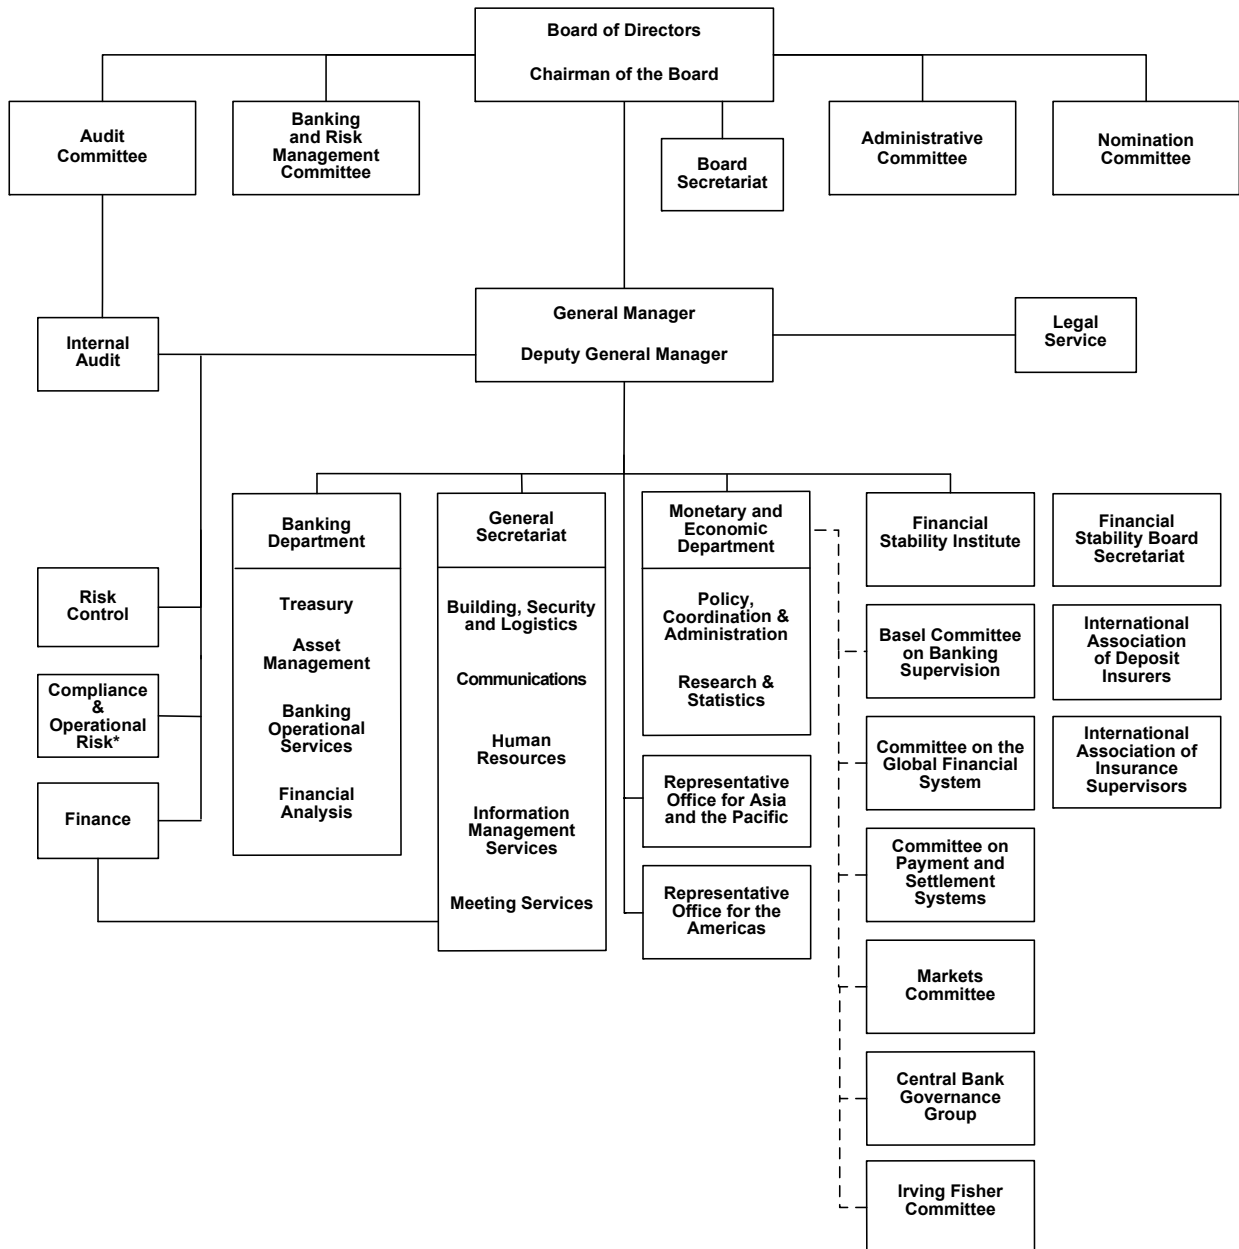 Board of Directors
Chairman of the Board
Audit
Committee
Banking
and Risk
Management
Committee
Board
Secretariat
Administrative
Committee
Nomination
Committee
Internal
Audit
General Manager
Deputy General Manager
Legal
Service
Risk
Control
Compliance
&
Operational
Risk*
Finance
Banking
Department
Treasury
Asset
Management
Banking
Operational
Services
Financial
Analysis
General
Secretariat
Building, Security
and Logistics
Communications
Human
Resources
Information
Management
Services
Meeting Services
Monetary and
Economic
Department
Policy,
Coordination &
Administration
Research &
Statistics
Representative
Office for Asia
and the Pacific
Representative
Office for the
Americas
Financial
Stability Institute
Basel Committee
on Banking
Supervision
Committee on the
Global Financial
System
Committee on
Payment and
Settlement
Systems
Markets
Committee
Central Bank
Governance
Group
Irving Fisher
Committee
Financial
Stability Board
Secretariat
International
Association
of Deposit
Insurers
International
Association of
Insurance
Supervisors